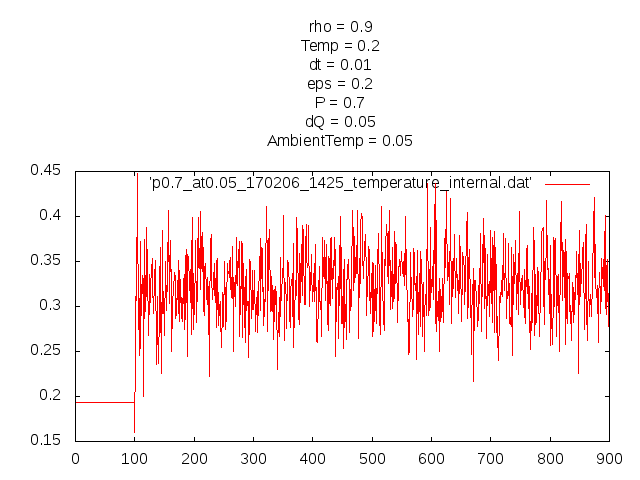 rho = 0.9
Temp = 0.2
dt = 0.01
eps = 0.2
P = 0.7
dQ = 0.05
AmbientTemp = 0.05
'p0.7_at0.05_170206_1425_temperature_internal.dat'
0.45
0.4
0.35
0.3
0.25
0.2
0.15
0 100 200 300 400 500 600 700 800 900